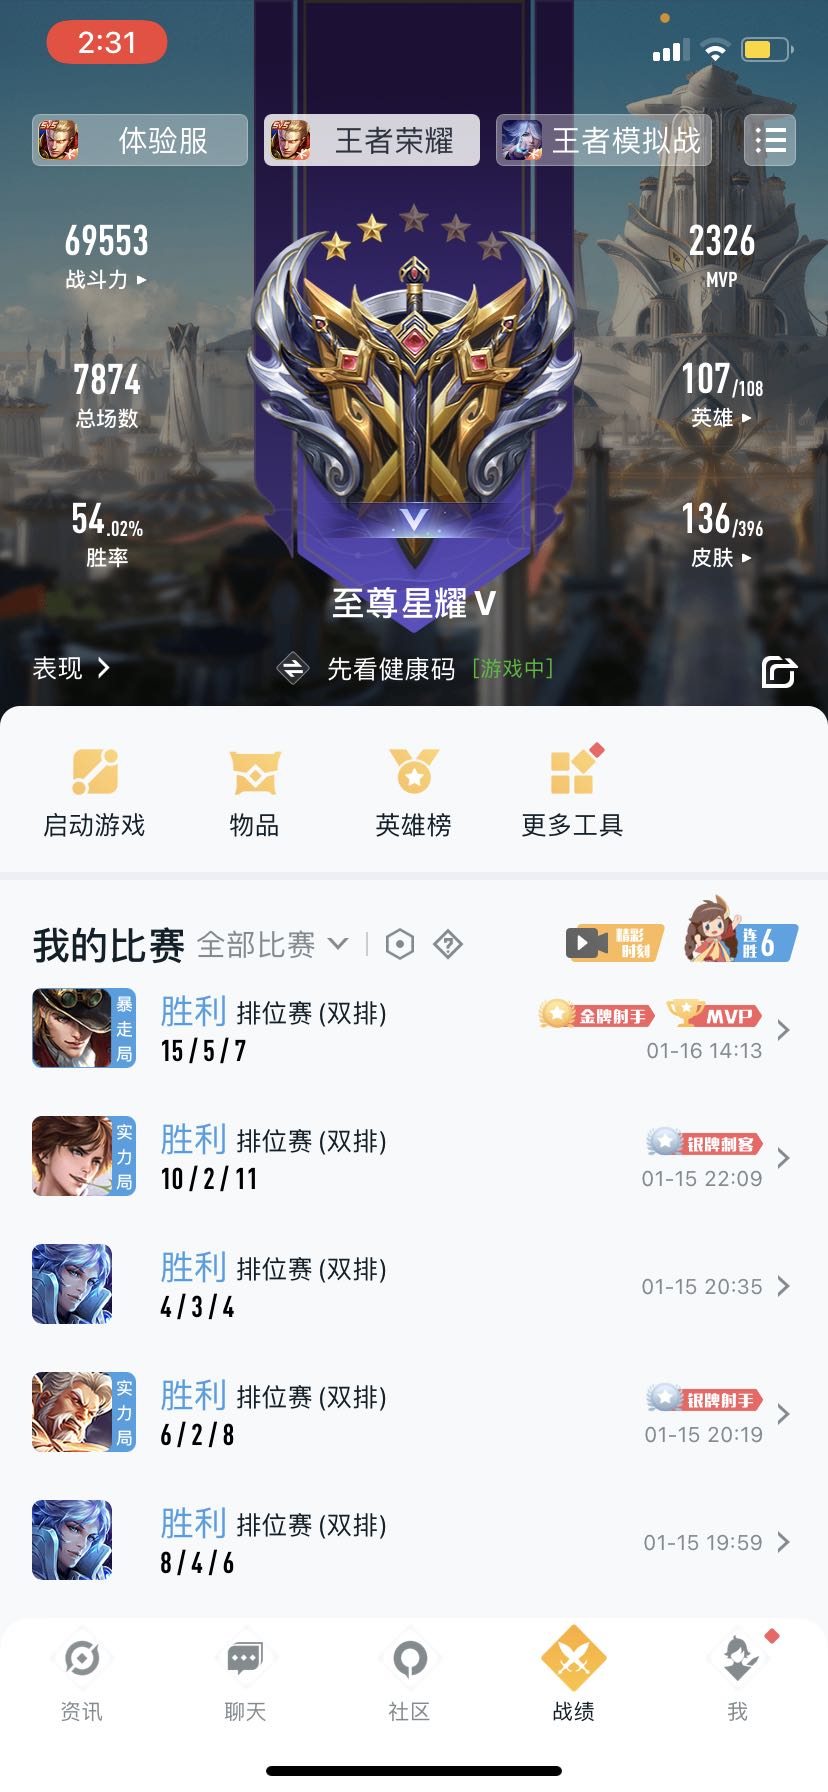 2:31
体验服
王者荣耀
王者模拟战
69553
战斗力
2326
MVP
7874
总场数
107/108
英雄
54.02%
胜率
136/396
皮肤
至尊星耀 V
表现
先看健康码 [游戏中]
启动游戏
物品
英雄榜
更多工具
我的比赛 全部比赛
精彩时刻
连胜 6
暴走局
胜利 排位赛 (双排)
金牌射手
MVP
15 / 5 / 7
01-16 14:13
实力局
胜利 排位赛 (双排)
银牌刺客
10 / 2 / 11
01-15 22:09
胜利 排位赛 (双排)
4 / 3 / 4
01-15 20:35
实力局
胜利 排位赛 (双排)
银牌射手
6 / 2 / 8
01-15 20:19
胜利 排位赛 (双排)
8 / 4 / 6
01-15 19:59
资讯
聊天
社区
战绩
我